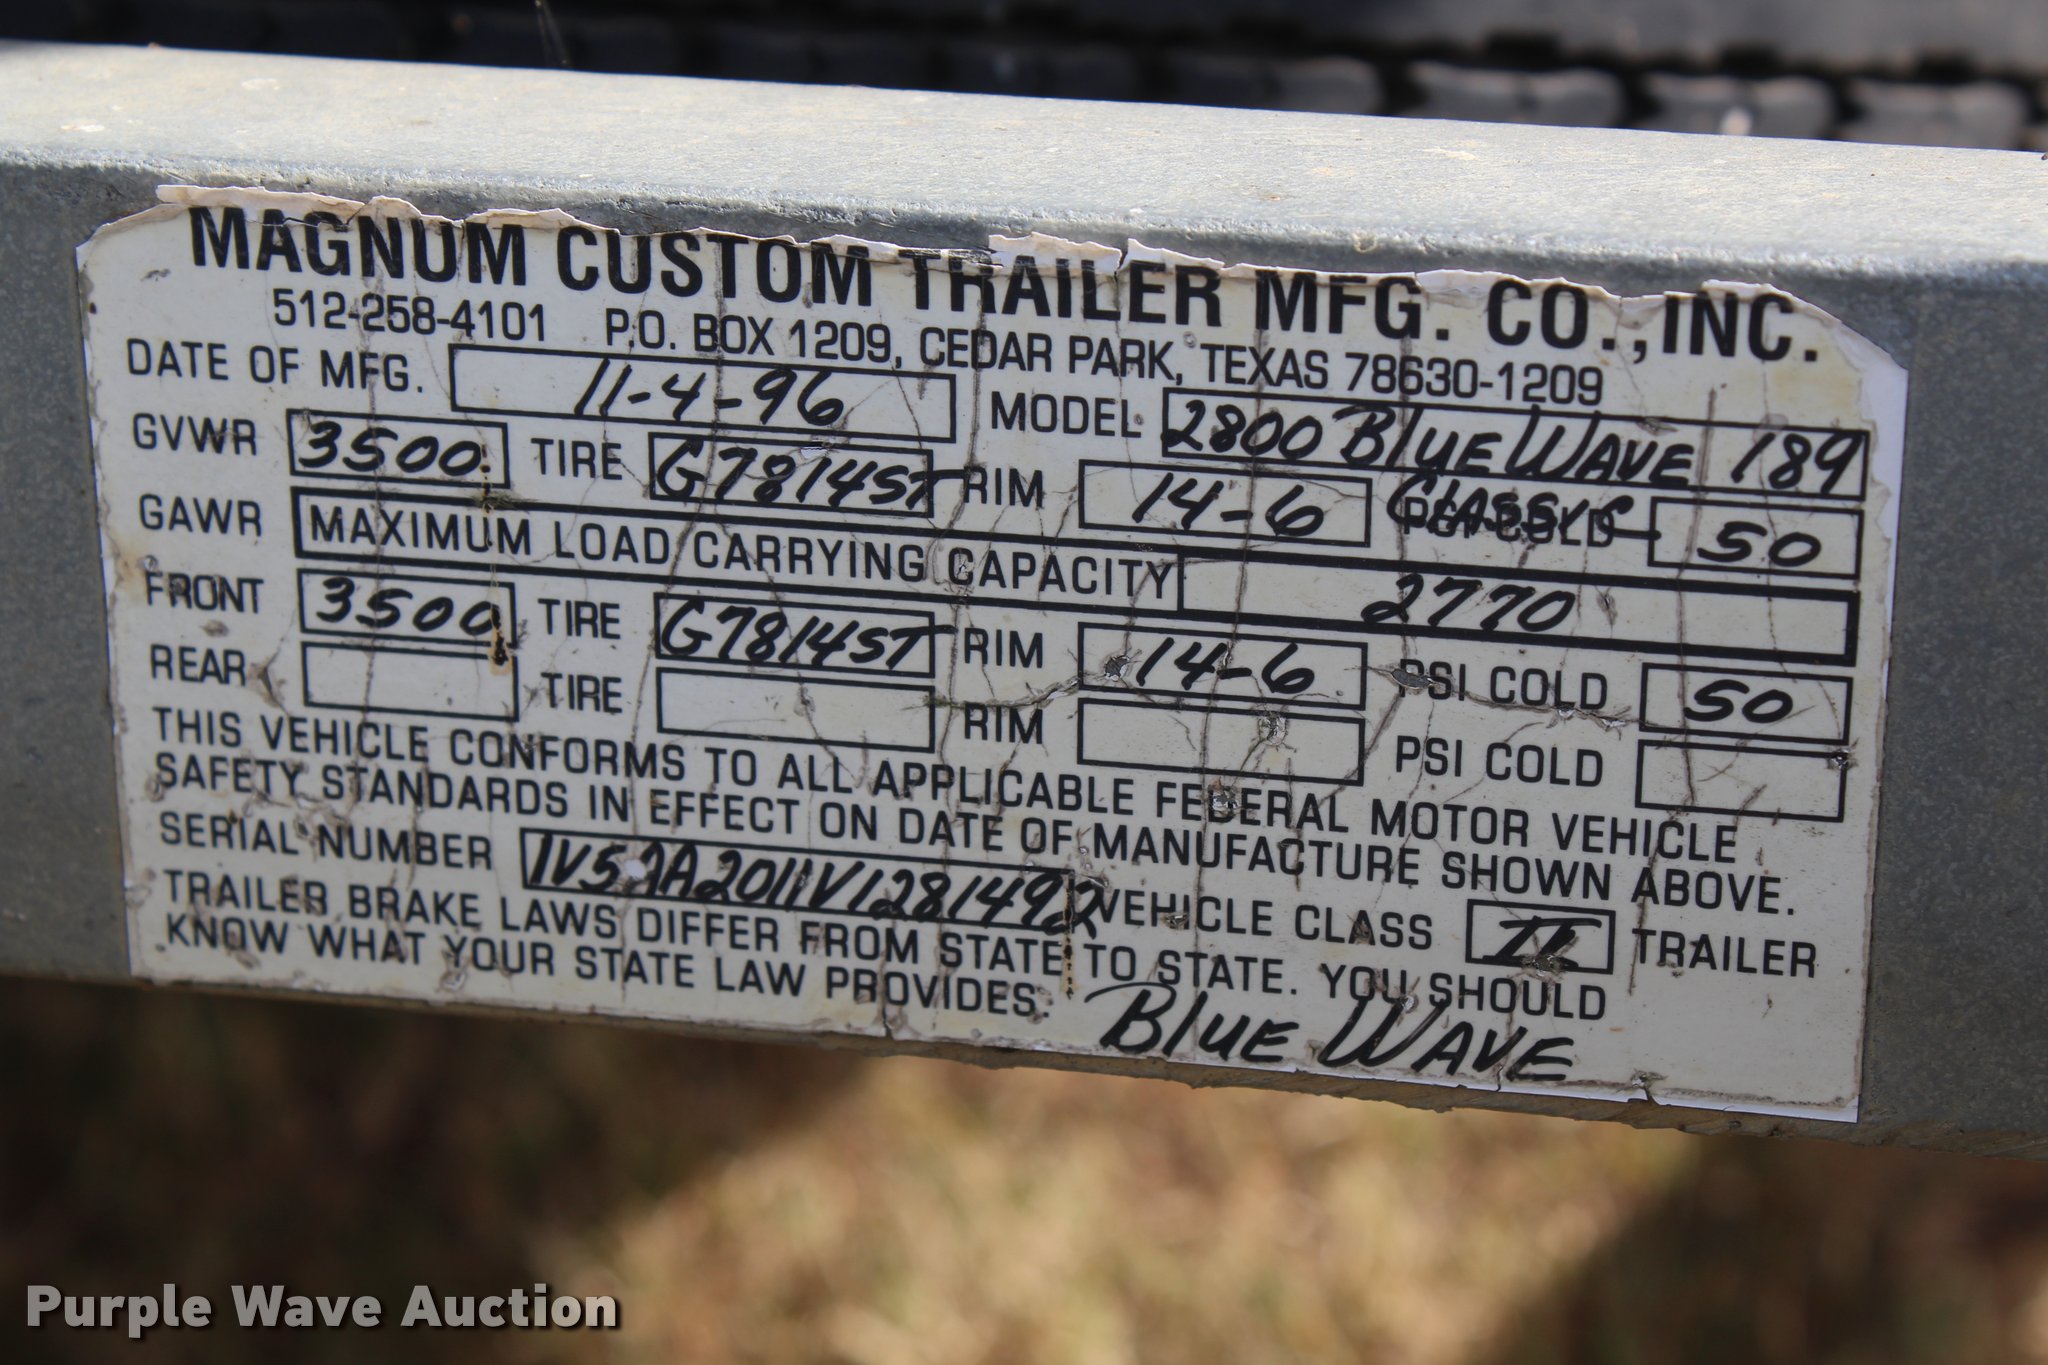 MAGNUM CUSTOM TRAILER MFG. CO., INC.
512-258-4101 P.O. BOX 1209, CEDAR PARK, TEXAS 78630-1209
DATE OF MFG. 11-4-96 MODEL 2800 BLUE WAVE 189
CLASSIC
GVWR 3500 TIRE G7814ST RIM 14-6 PSI COLD 50
GAWR MAXIMUM LOAD CARRYING CAPACITY 2770
FRONT 3500 TIRE G7814ST RIM 14-6 PSI COLD 50
REAR TIRE RIM PSI COLD
THIS VEHICLE CONFORMS TO ALL APPLICABLE FEDERAL MOTOR VEHICLE
SAFETY STANDARDS IN EFFECT ON DATE OF MANUFACTURE SHOWN ABOVE.
SERIAL NUMBER VEHICLE CLASS II TRAILER
TRAILER BRAKE LAWS DIFFER FROM STATE TO STATE. YOU SHOULD
KNOW WHAT YOUR STATE LAW PROVIDES.
BLUE WAVE
Purple Wave Auction